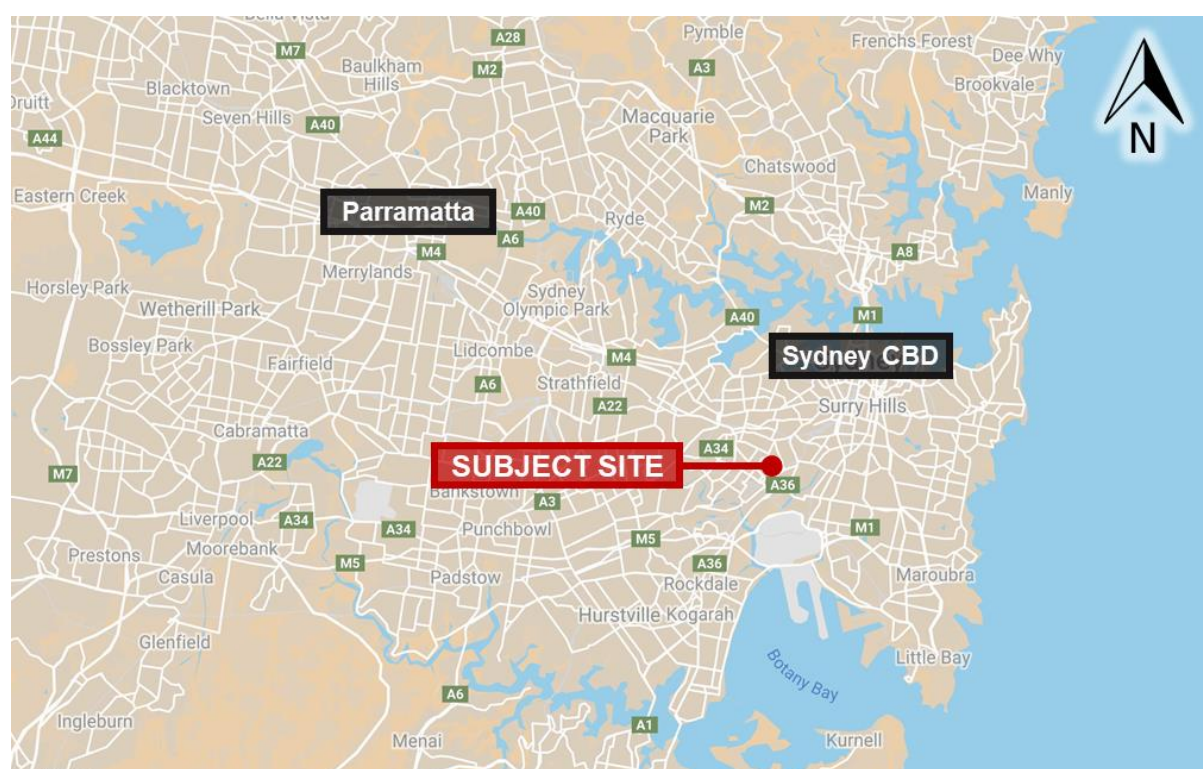 Pymble
Frenchs Forest
Dee Why
A28
M7
Baulkham
Hills
M2
A3
Brookvale
Blacktown
Seven Hills
A40
Macquarie
Park
A44
N
Chatswood
Eastern Creek
Manly
Parramatta
A40
Ryde
M2
A6
M4
A8
Merrylands
Horsley Park
Sydney
Olympic Park
Wetherill Park
M1
A40
Bossley Park
Lidcombe
Sydney CBD
Fairfield
M4
A6
Strathfield
A22
Surry Hills
Cabramatta
A34
A22
SUBJECT SITE
M7
A36
Bankstown
A3
Liverpool
A34
A34
Punchbowl
M1
Moorebank
M5
Prestons
M5
A36
Casula
Padstow
Rockdale
Maroubra
Hurstville
Kogarah
Glenfield
Little Bay
Botany Bay
A6
Ingleburn
A1
Menai
Kurnell